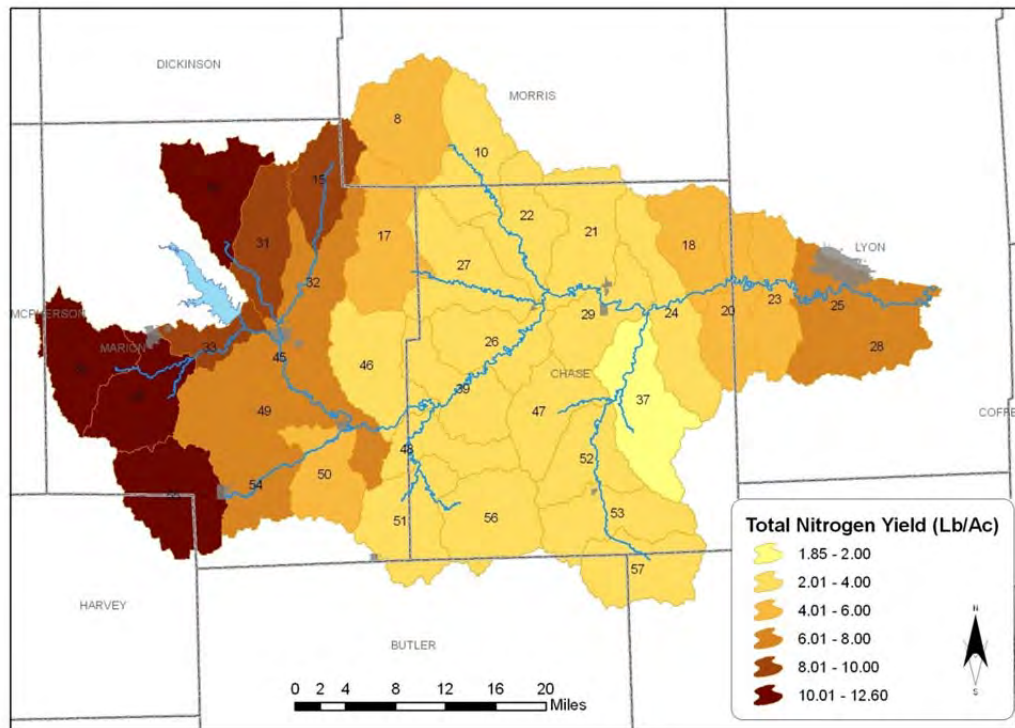 DICKINSON
MORRIS
8
10
15
22
21
17
18
31
27
LYON
32
MCPHERSON
29
24
20
23
25
33
MARION
45
26
28
46
CHASE
37
39
49
47
COFFE
48
52
54
50
51
56
53
57
HARVEY
BUTLER
0 2 4 8 12 16 20
Miles
Total Nitrogen Yield (Lb/Ac)
1.85 - 2.00
2.01 - 4.00
4.01 - 6.00
6.01 - 8.00
8.01 - 10.00
10.01 - 12.60
N
S